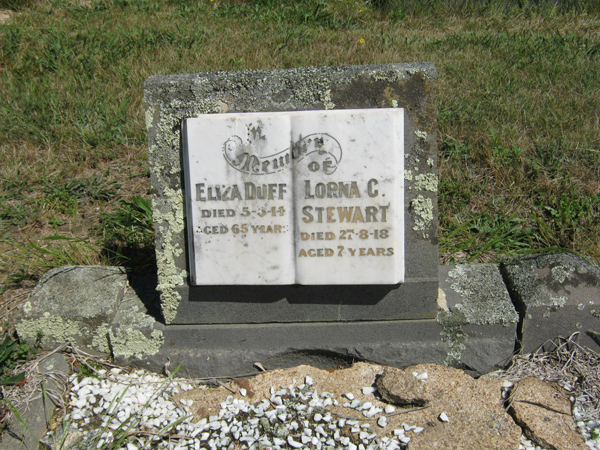 In
Memory
OF
ELIZA DUFF
DIED 5-3-14
AGED 65 YEARS
LORNA C.
STEWART
DIED 27-8-18
AGED 7 YEARS